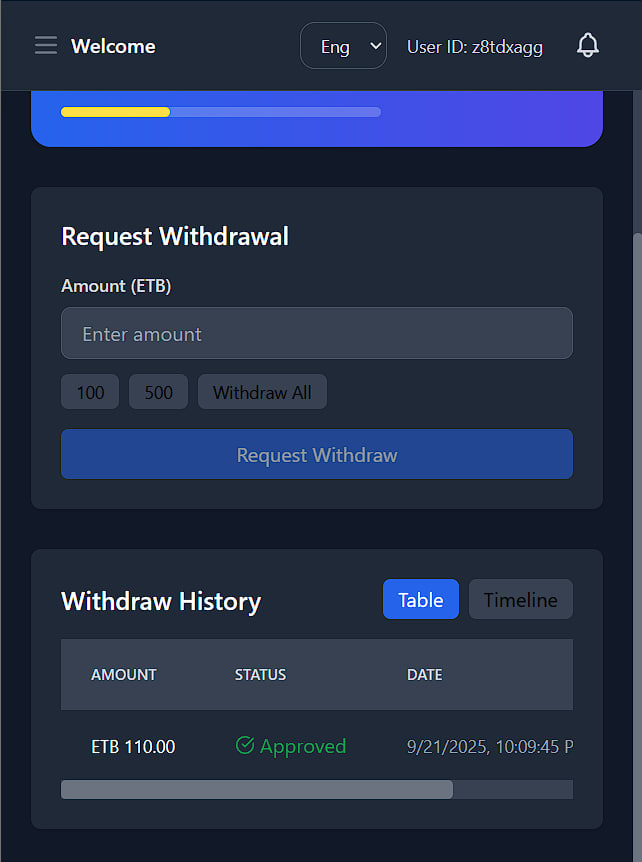 Welcome Eng User ID: z8tdxagg
Request Withdrawal
Amount (ETB)
Enter amount
100 500 Withdraw All
Request Withdraw
Withdraw History Table Timeline
AMOUNT STATUS DATE
ETB 110.00 Approved 9/21/2025, 10:09:45 P